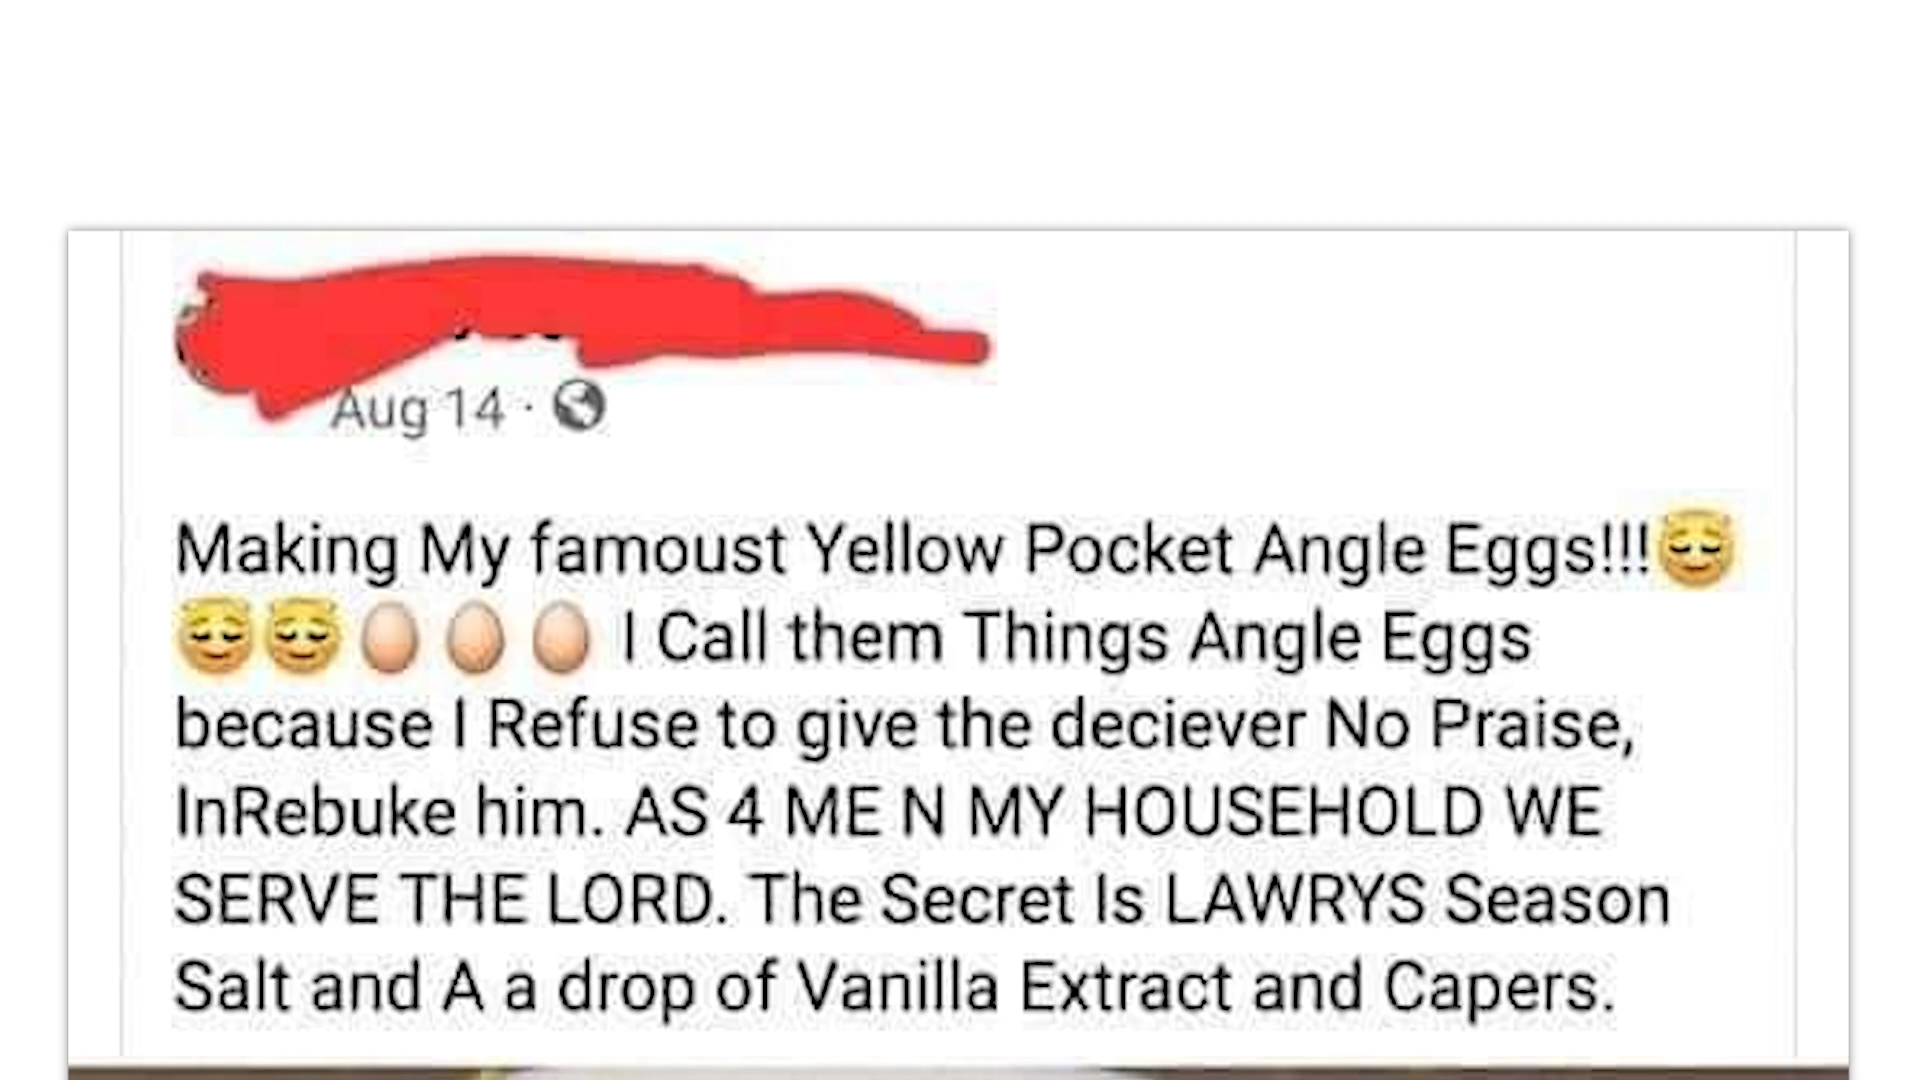 Aug 14 ·
Making My famoust Yellow Pocket Angle Eggs!!!😇
😇😇🥚🥚🥚 I Call them Things Angle Eggs
because I Refuse to give the deciever No Praise,
InRebuke him. AS 4 ME N MY HOUSEHOLD WE
SERVE THE LORD. The Secret Is LAWRYS Season
Salt and A a drop of Vanilla Extract and Capers.